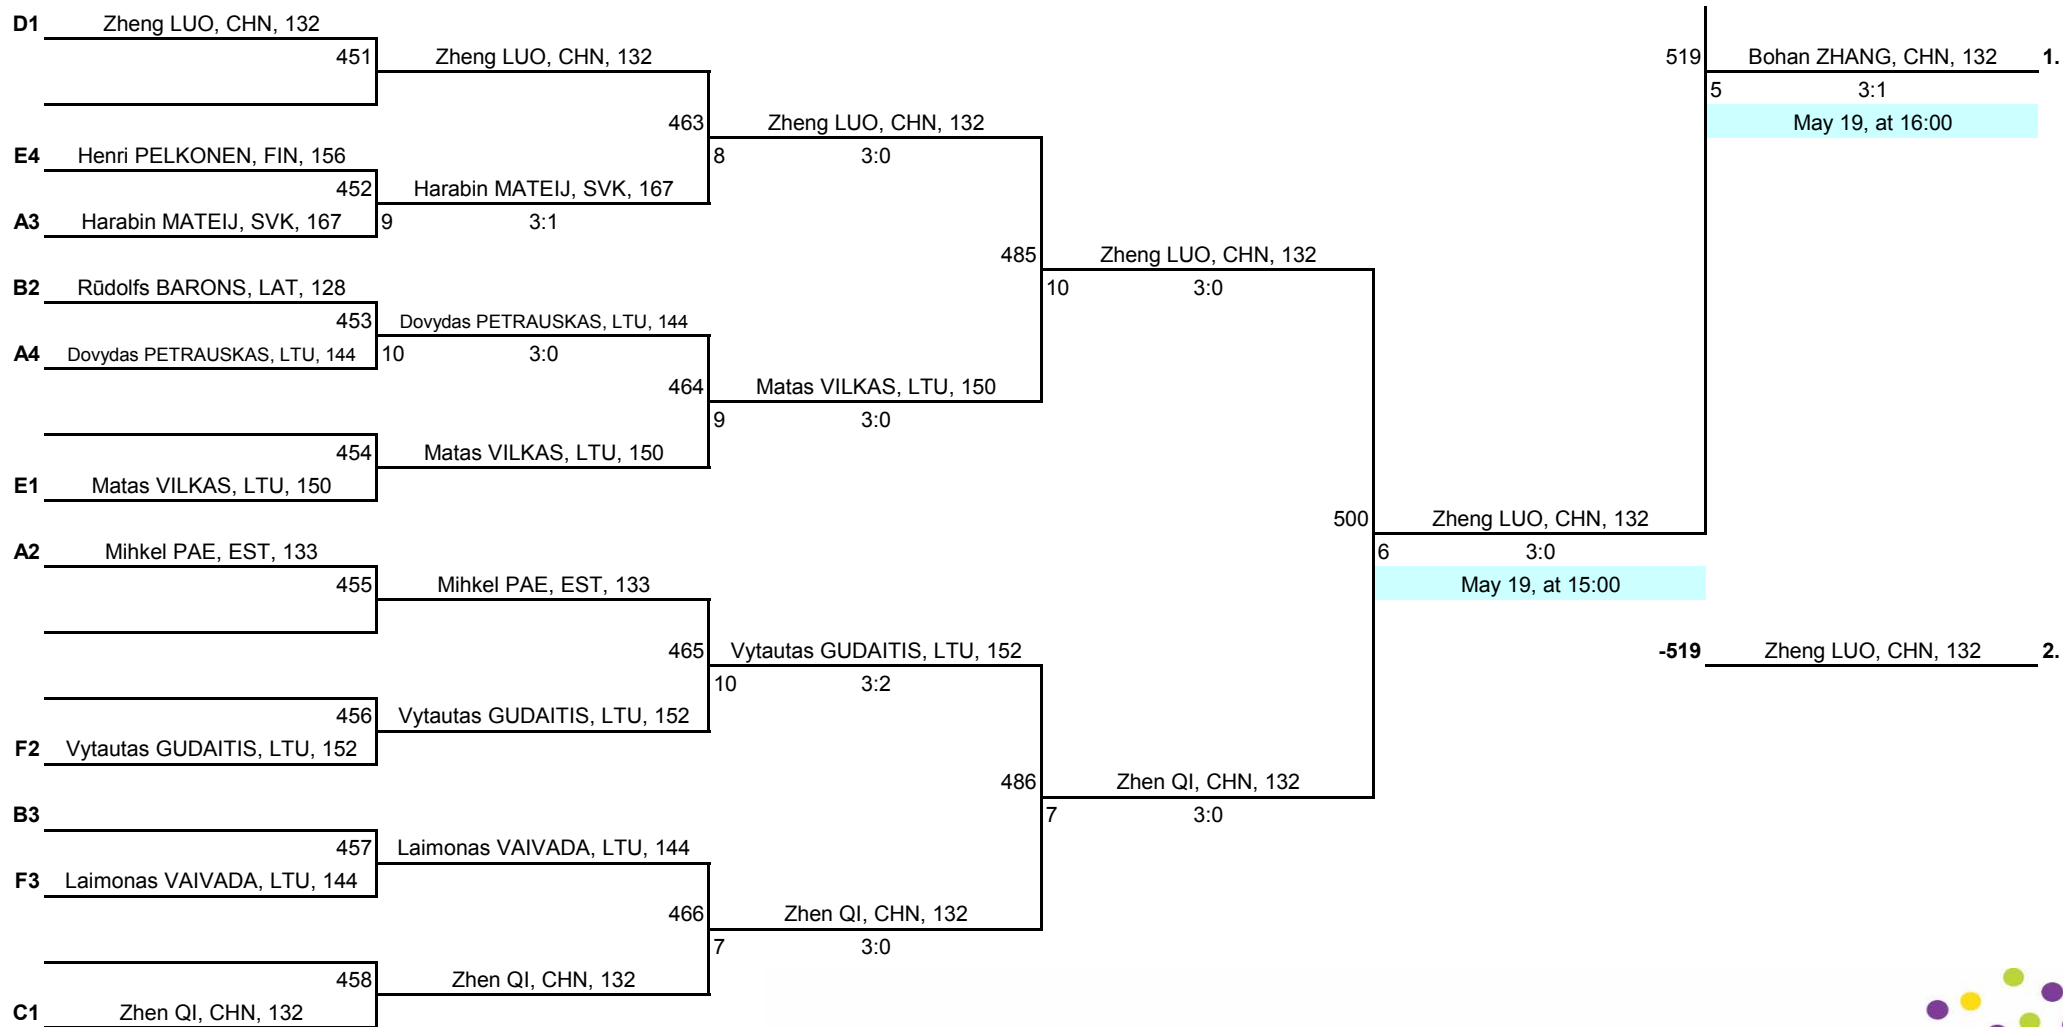 D1 Zheng LUO, CHN, 132
451 Zheng LUO, CHN, 132 519 Bohan ZHANG, CHN, 132 1.
5 3:1
463 Zheng LUO, CHN, 132 May 19, at 16:00
E4 Henri PELKONEN, FIN, 156 8 3:0
452 Harabin MATEIJ, SVK, 167
A3 Harabin MATEIJ, SVK, 167 9 3:1
485 Zheng LUO, CHN, 132
B2 Rūdolfs BARONS, LAT, 128 10 3:0
453 Dovydas PETRAUSKAS, LTU, 144
A4 Dovydas PETRAUSKAS, LTU, 144 10 3:0
464 Matas VILKAS, LTU, 150
9 3:0
454 Matas VILKAS, LTU, 150
E1 Matas VILKAS, LTU, 150
500 Zheng LUO, CHN, 132
A2 Mihkel PAE, EST, 133 6 3:0
455 Mihkel PAE, EST, 133 May 19, at 15:00
465 Vytautas GUDAITIS, LTU, 152 -519 Zheng LUO, CHN, 132 2.
10 3:2
456 Vytautas GUDAITIS, LTU, 152
F2 Vytautas GUDAITIS, LTU, 152
486 Zhen QI, CHN, 132
B3 7 3:0
457 Laimonas VAIVADA, LTU, 144
F3 Laimonas VAIVADA, LTU, 144
466 Zhen QI, CHN, 132
7 3:0
458 Zhen QI, CHN, 132
C1 Zhen QI, CHN, 132